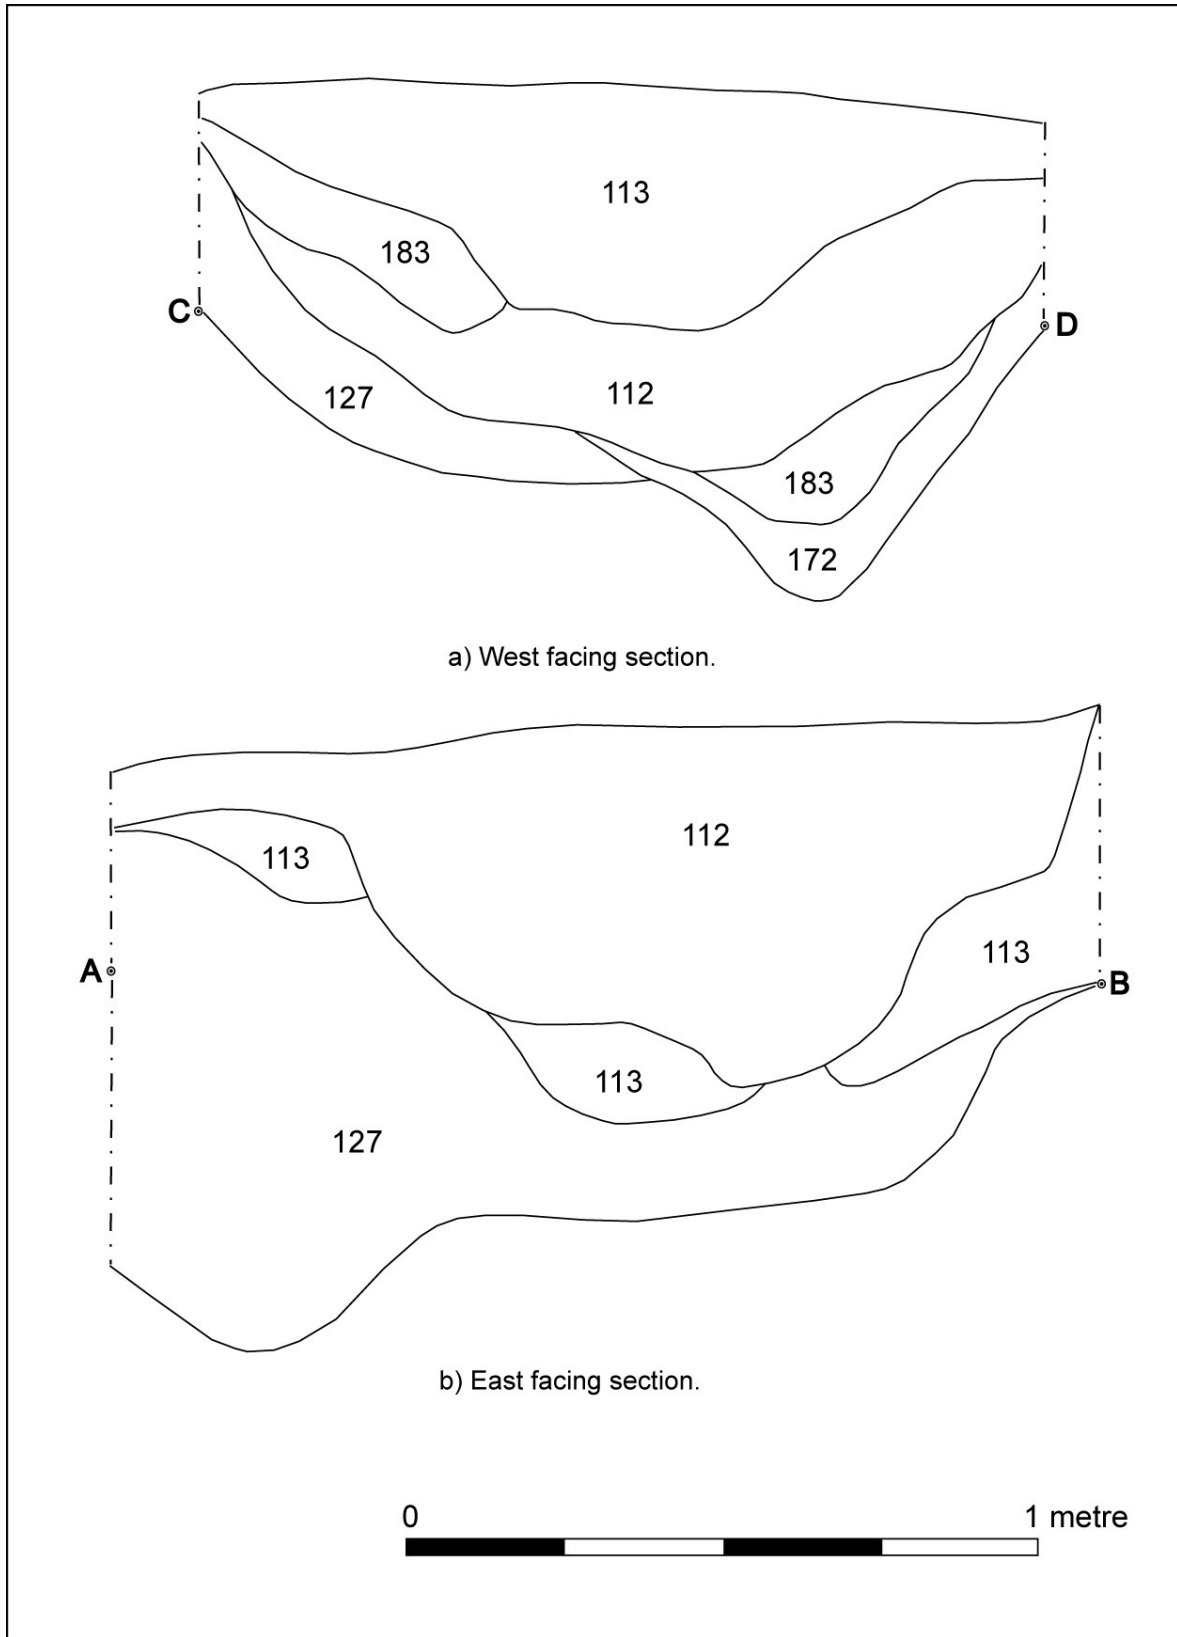 113
183
C
D
127
112
183
172
a) West facing section.
112
113
113
A
B
113
127
b) East facing section.
0 1 metre